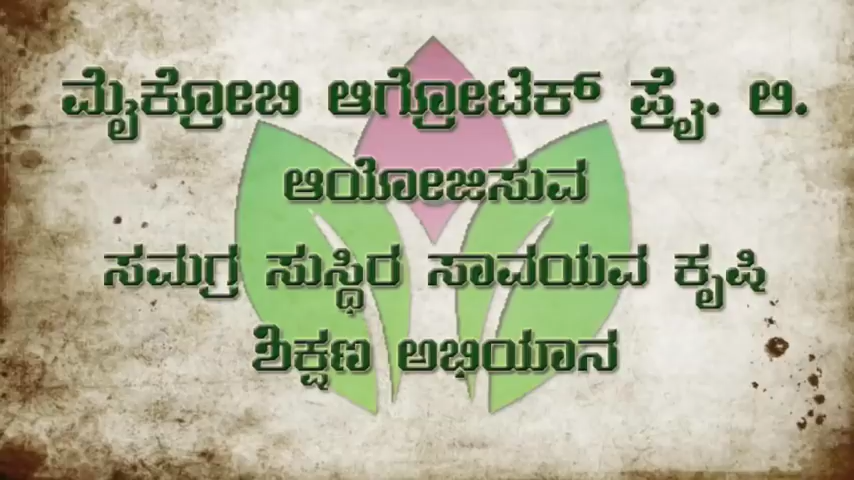 ಮೈಕ್ರೋಬಿ ಆಗ್ರೋಟೆಕ್ ಪ್ರೈ. ಲಿ.
ಆಯೋಜಿಸುವ
ಸಮಗ್ರ ಸುಸ್ಥಿರ ಸಾವಯವ ಕೃಷಿ
ಶಿಕ್ಷಣ ಅಭಿಯಾನ